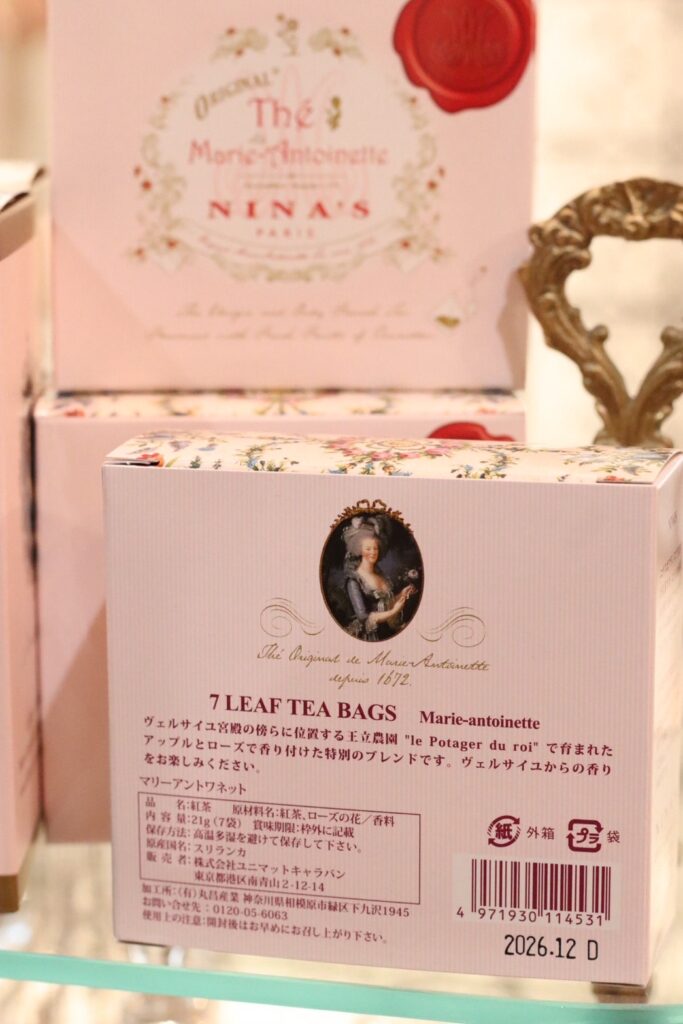 ORIGINAL
Thé
de
Marie-Antoinette
NINA'S
PARIS
Thé Original de Marie-Antoinette
depuis 1672.
7 LEAF TEA BAGS Marie-antoinette
ヴェルサイユ宮殿の傍らに位置する王立農園 "le Potager du roi" で育まれた
アップルとローズで香り付けた特別のブレンドです。ヴェルサイユからの香り
をお楽しみください。
マリーアントワネット
品 名:紅茶 原材料名:紅茶、ローズの花／香料
内 容 量:21g (7袋) 賞味期限:枠外に記載
保存方法:高温多湿を避けて保存して下さい。
原産国名:スリランカ
販 売 者:株式会社ユニマットキャラバン
東京都港区南青山 2-12-14
加工所:(有)丸昌産業 神奈川県相模原市緑区下九沢1945
お問い合せ先:0120-05-6063
使用上の注意:開封後はお早めにお召し上がり下さい。
紙 外箱 プラ 袋
4 971930 114531
2026.12 D